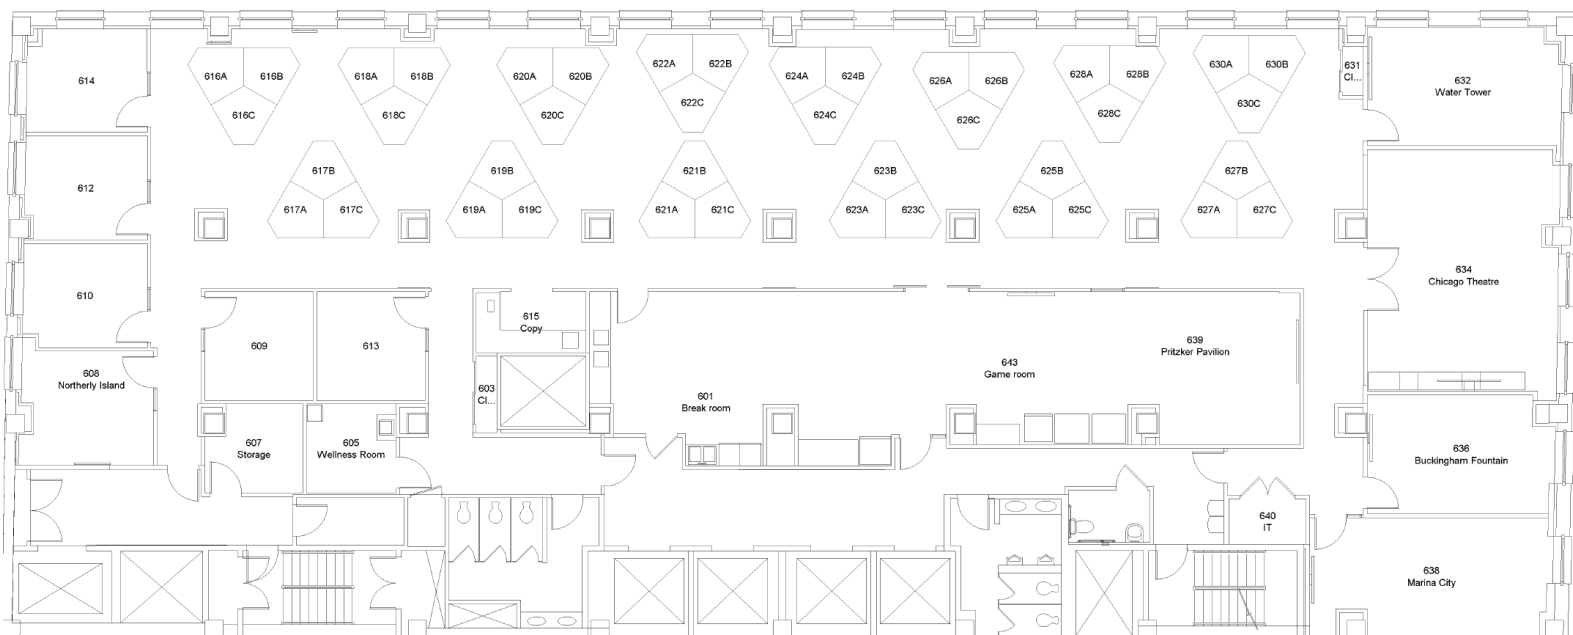 614
616A
616B
616C
618A
618B
618C
620A
620B
620C
622A
622B
622C
624A
624B
624C
626A
626B
626C
628A
628B
628C
630A
630B
630C
631
Cl...
632
Water Tower
612
617B
617A
617C
619B
619A
619C
621B
621A
621C
623B
623A
623C
625B
625A
625C
627B
627A
627C
634
Chicago Theatre
610
609
613
615
Copy
639
Pritzker Pavilion
643
Game room
608
Northerly Island
603
Cl...
601
Break room
607
Storage
605
Wellness Room
636
Buckingham Fountain
640
IT
638
Marina City